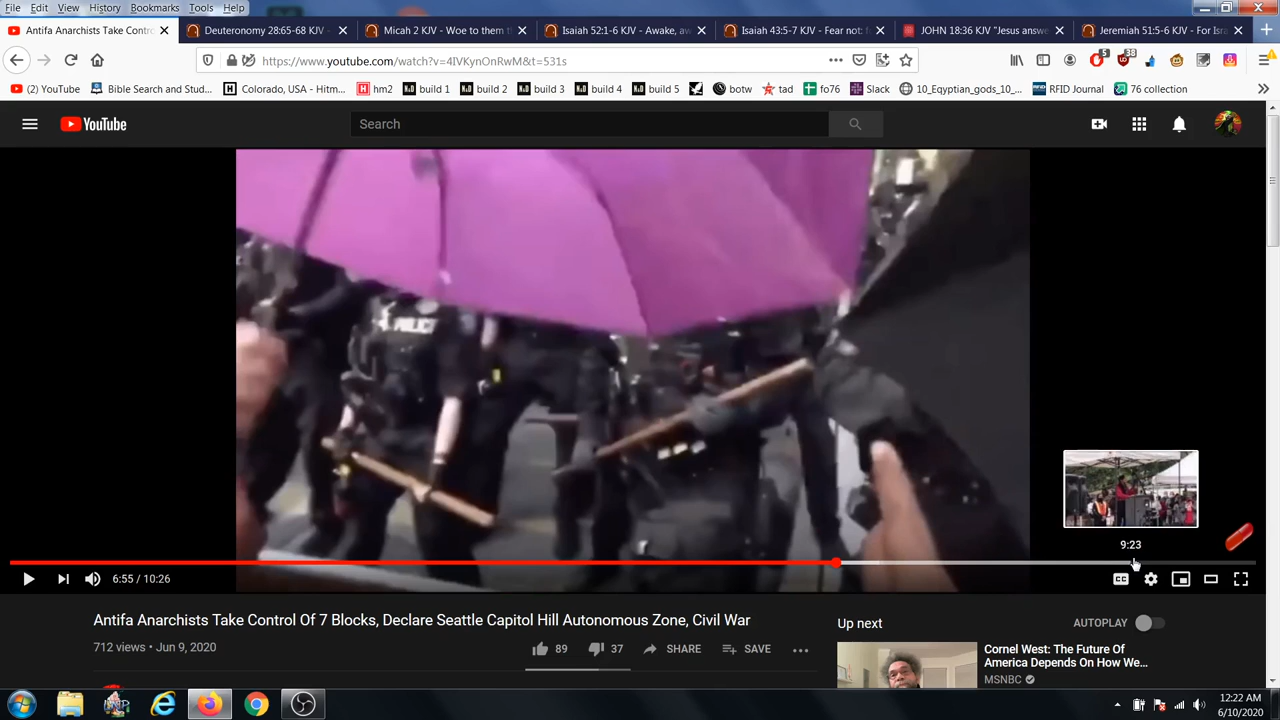 File Edit View History Bookmarks Tools Help
Antifa Anarchists Take Contro
Deuteronomy 28:65-68 KJV -
Micah 2 KJV - Woe to them t
Isaiah 52:1-6 KJV - Awake, aw
Isaiah 43:5-7 KJV - Fear not:
JOHN 18:36 KJV "Jesus answe
Jeremiah 51:5-6 KJV - For Isra
https://www.youtube.com/watch?v=4IVKynOnRwM&t=531s
5
38
(2) YouTube
Bible Search and Stud...
Colorado, USA - Hitm...
hm2
build 1
build 2
build 3
build 4
build 5
botw
tad
fo76
Slack
10_Egyptian_gods_10_...
RFID Journal
76 collection
YouTube
Search
POLICE
9:23
6:55 / 10:26
CC
Antifa Anarchists Take Control Of 7 Blocks, Declare Seattle Capitol Hill Autonomous Zone, Civil War
712 views • Jun 9, 2020
89
37
SHARE
SAVE
Up next
AUTOPLAY
Cornel West: The Future Of
America Depends On How We...
MSNBC
12:22 AM
6/10/2020